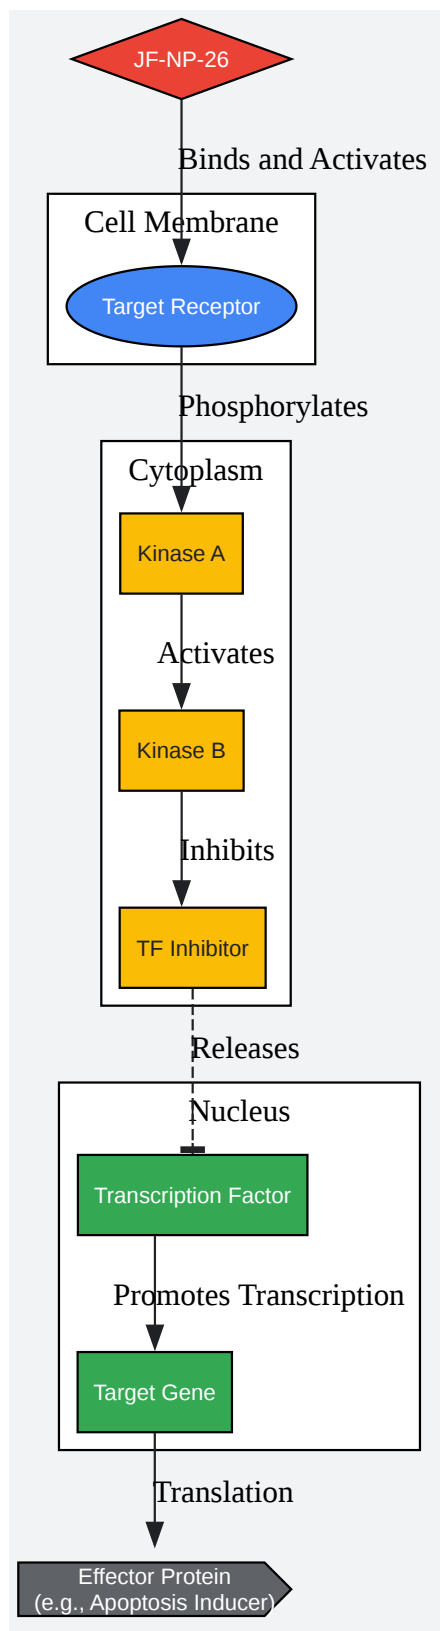 JF-NP-26
Binds and Activates
Cell Membrane
Target Receptor
Phosphorylates
Cytoplasm
Kinase A
Activates
Kinase B
Inhibits
TF Inhibitor
Releases
Nucleus
Transcription Factor
Promotes Transcription
Target Gene
Translation
Effector Protein
(e.g., Apoptosis Inducer)